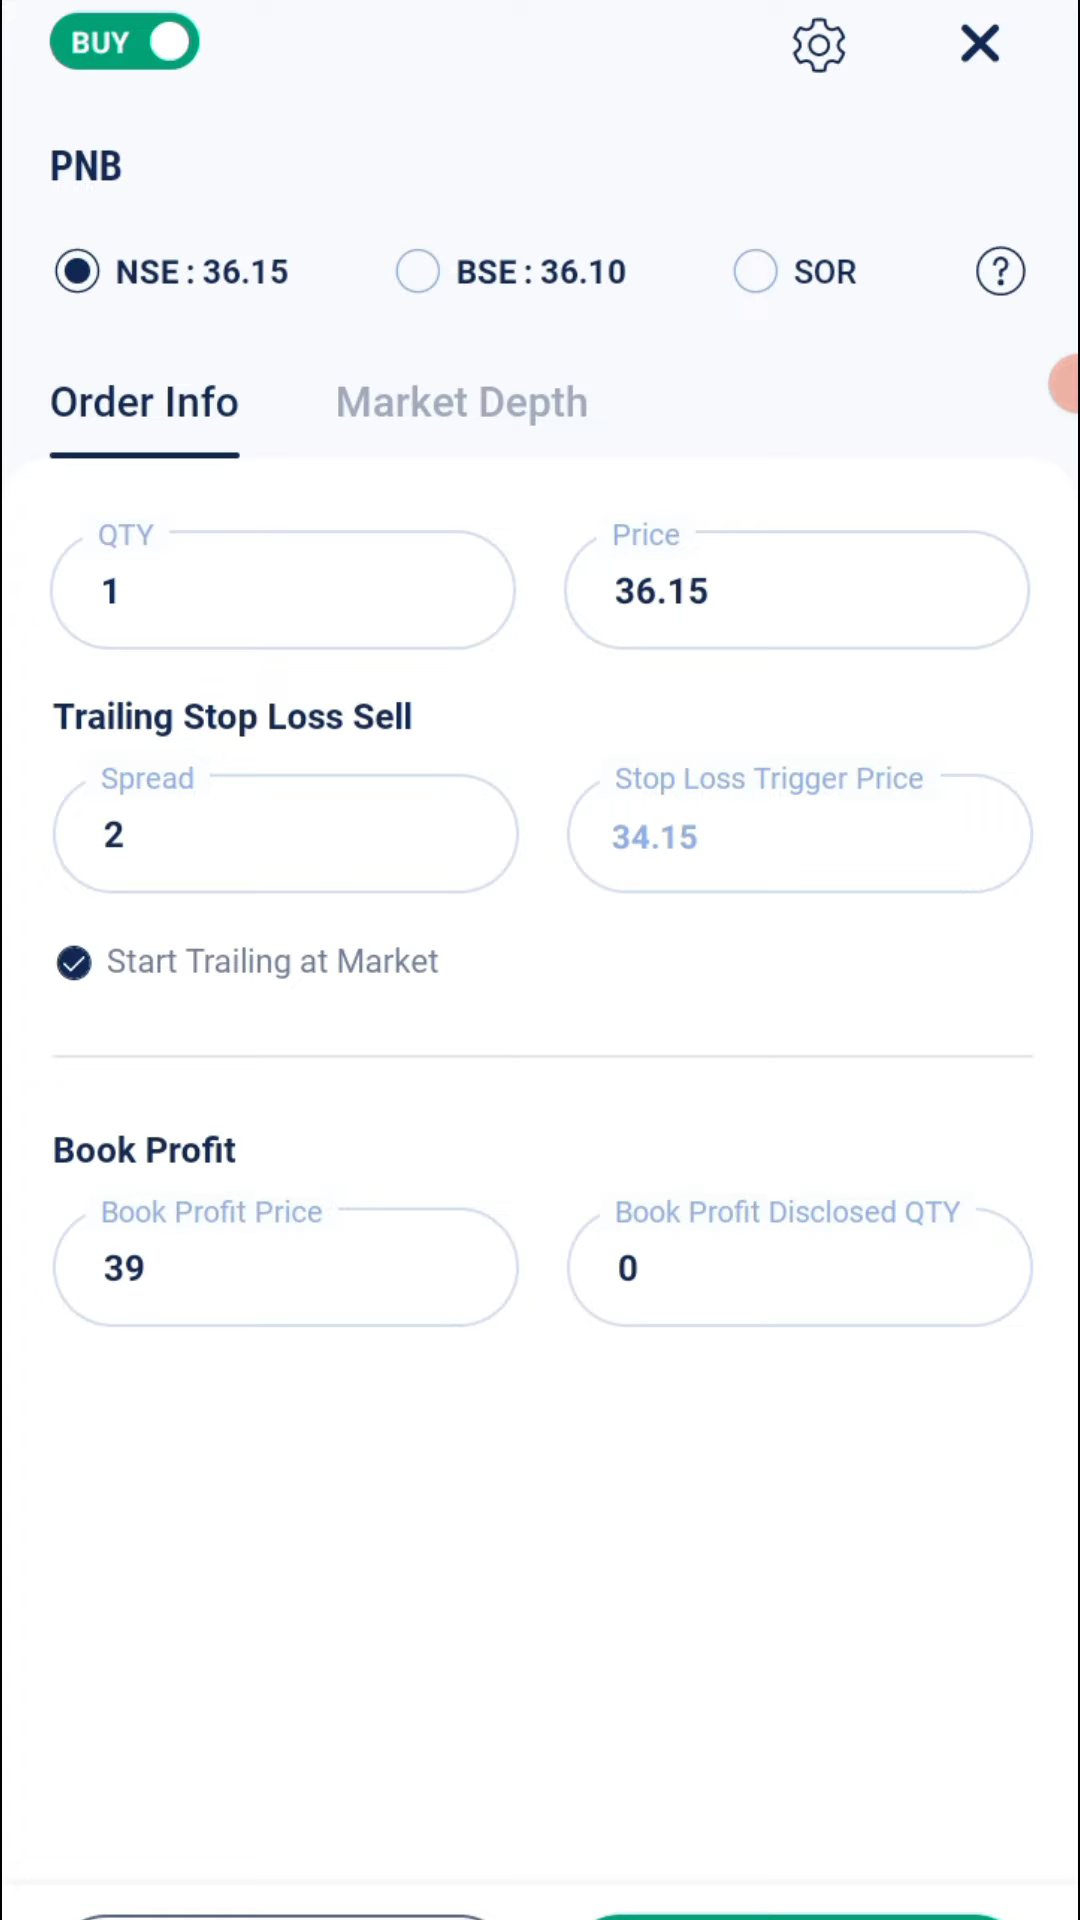 BUY
PNB
NSE : 36.15 BSE : 36.10 SOR ?
Order Info Market Depth
QTY Price
1 36.15
Trailing Stop Loss Sell
Spread Stop Loss Trigger Price
2 34.15
Start Trailing at Market
Book Profit
Book Profit Price Book Profit Disclosed QTY
39 0